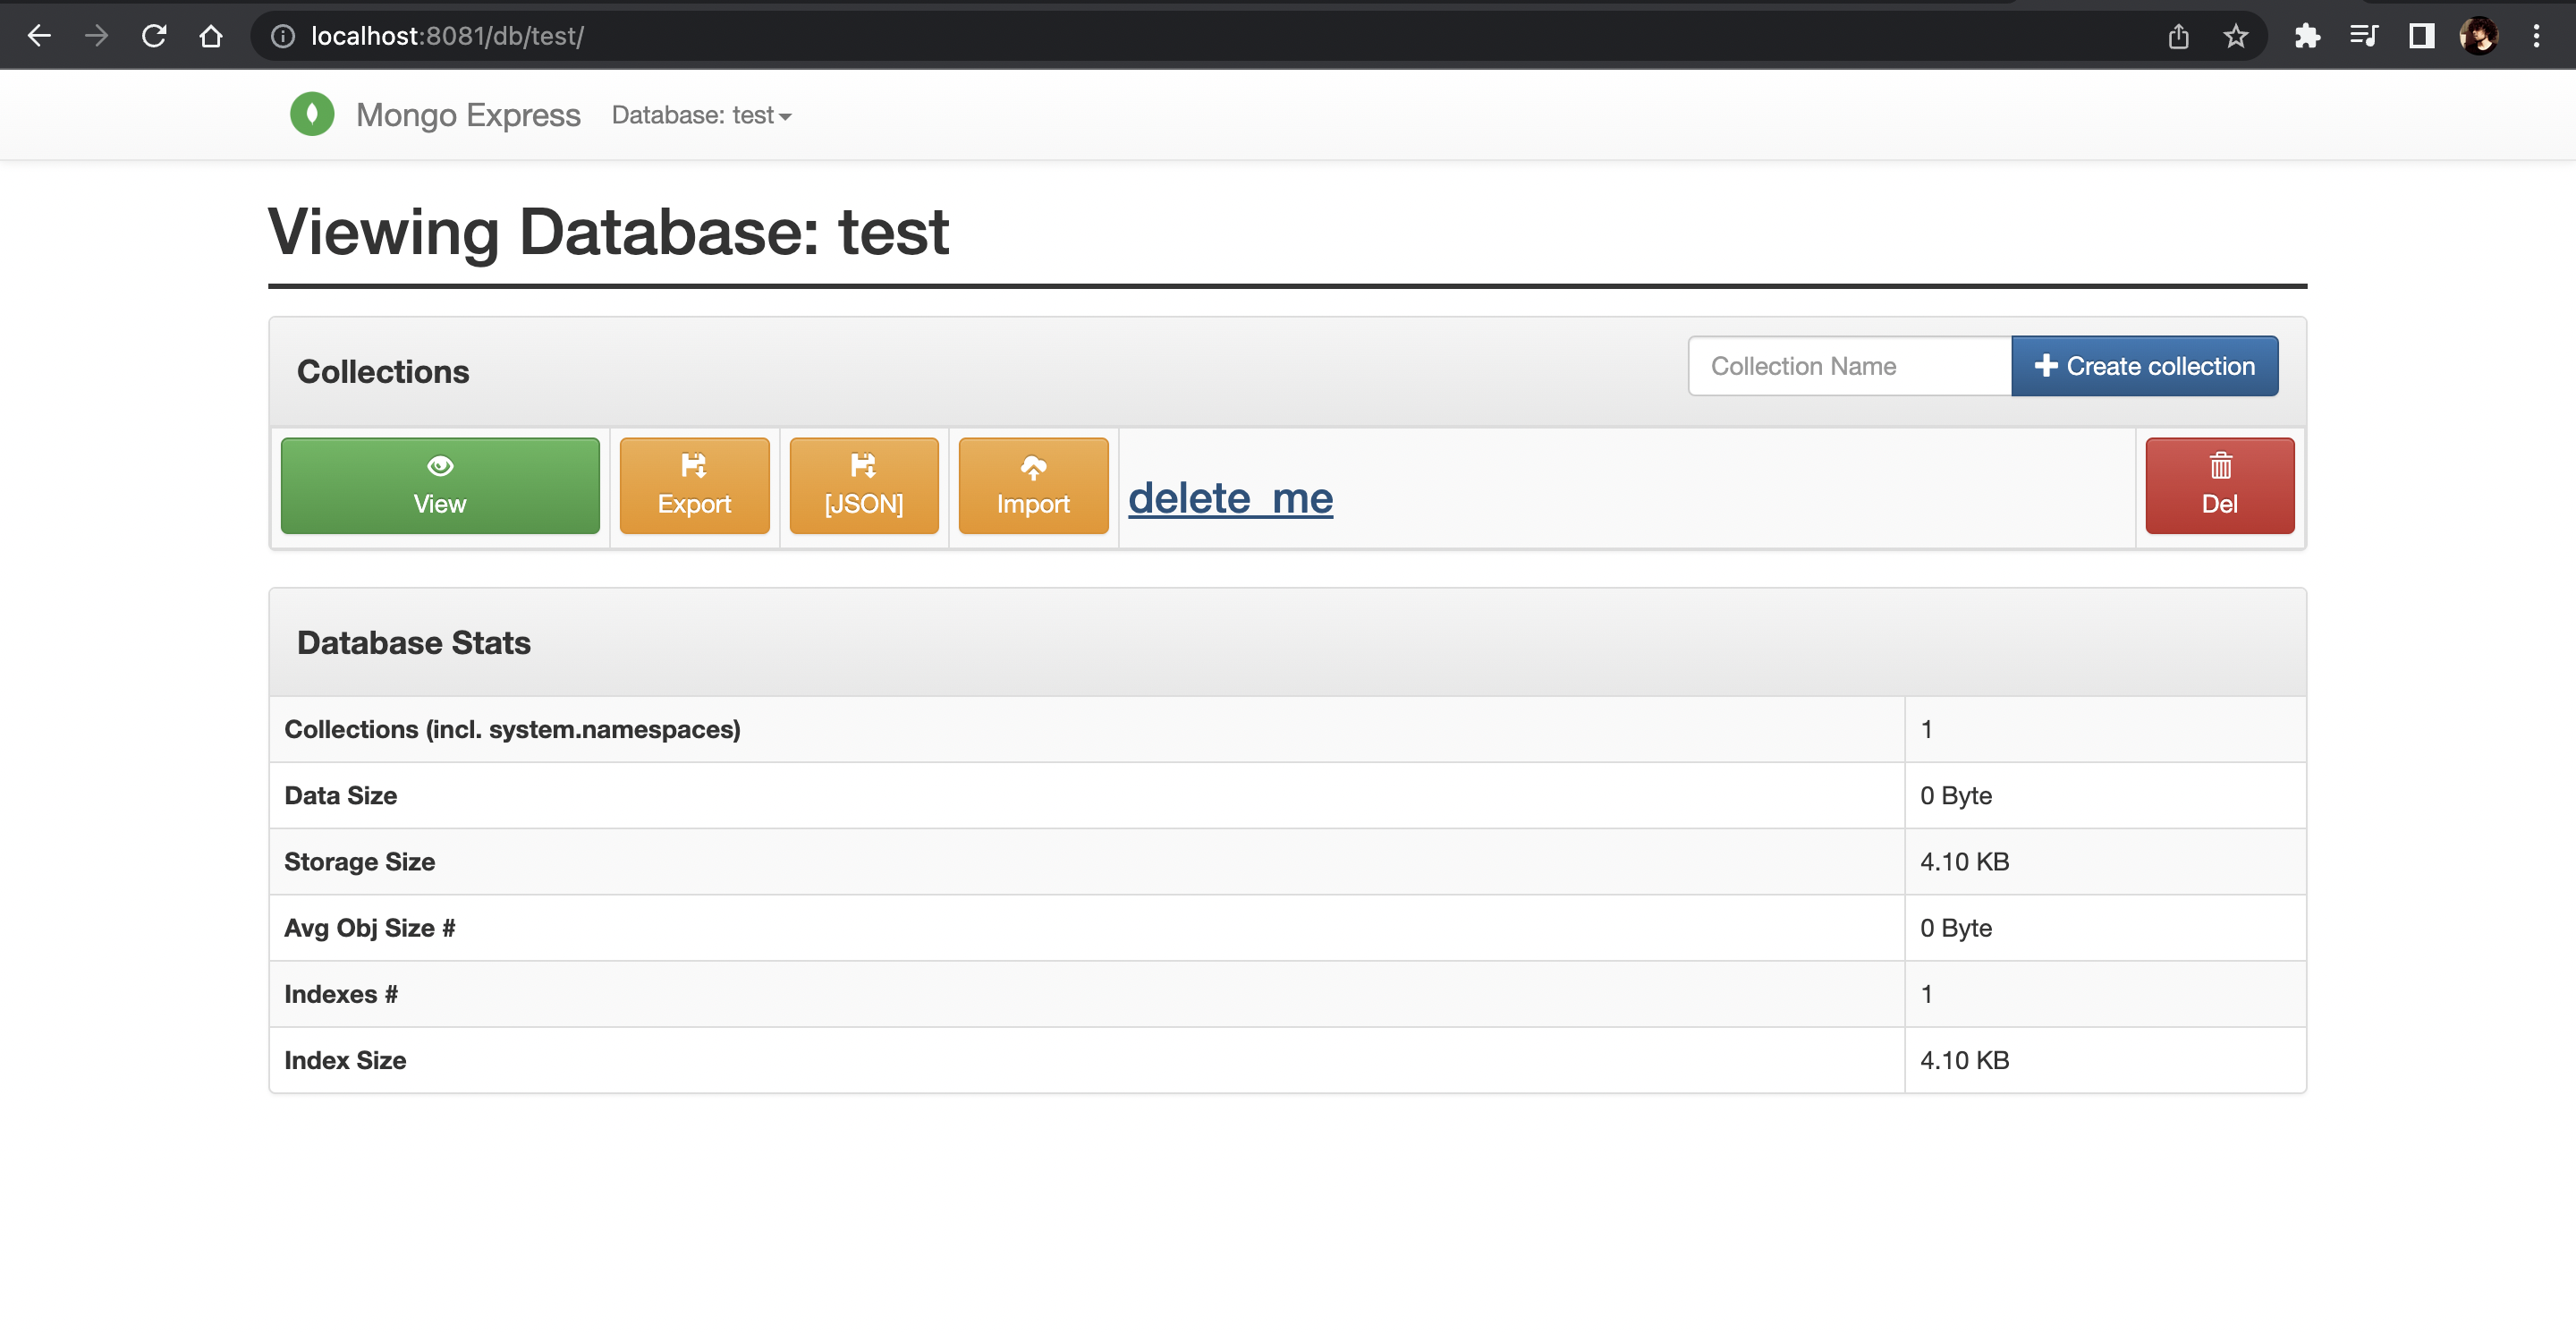 localhost:8081/db/test/
Mongo Express Database: test
Viewing Database: test
Collections
Collection Name
Create collection
View
Export
[JSON]
Import
delete_me
Del
Database Stats
Collections (incl. system.namespaces) 1
Data Size 0 Byte
Storage Size 4.10 KB
Avg Obj Size # 0 Byte
Indexes # 1
Index Size 4.10 KB